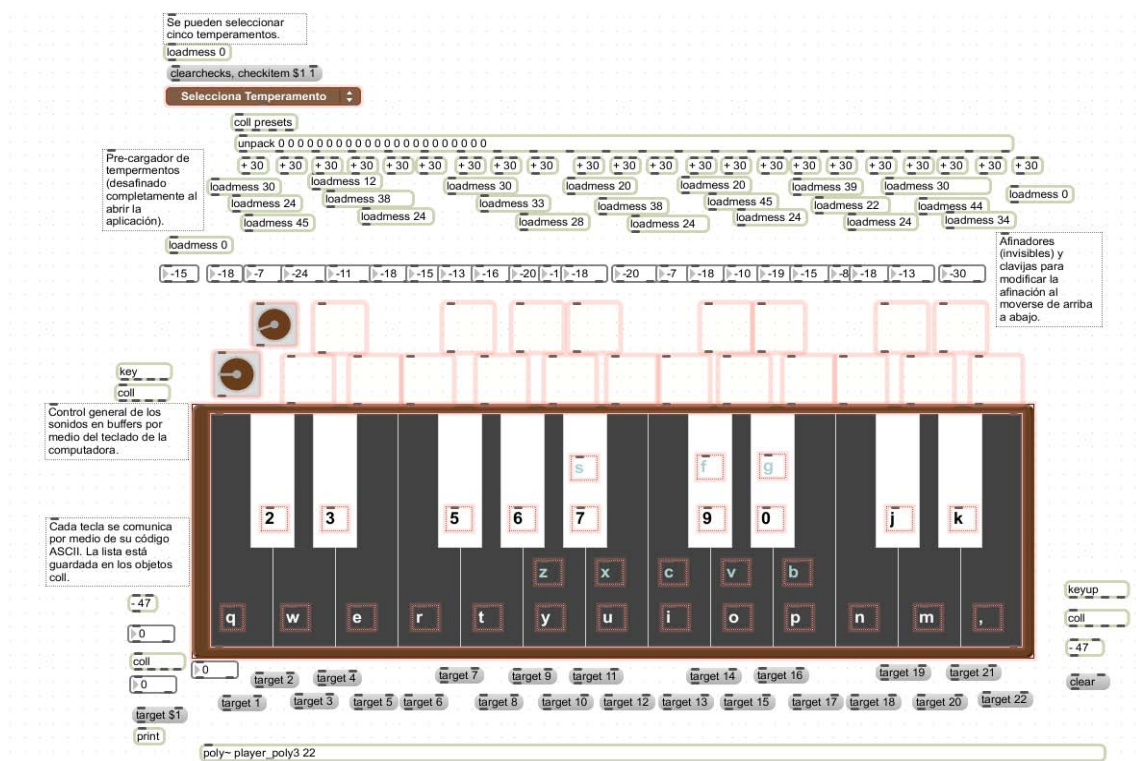 Se pueden seleccionar
cinco temperamentos.
loadmess 0
clearchecks, checkitem $1 1
Selecciona Temperamento
coll presets
unpack 0 0 0 0 0 0 0 0 0 0 0 0 0 0 0 0 0 0 0 0 0 0
Pre-cargador de
tempermentos
(desafinado
completamente al
abrir la
aplicación).
+ 30 + 30 + 30 + 30 + 30 + 30 + 30 + 30 + 30 + 30 + 30 + 30 + 30 + 30 + 30 + 30 + 30 + 30 + 30 + 30 + 30
loadmess 30 loadmess 12 loadmess 30 loadmess 20 loadmess 20 loadmess 39 loadmess 30 loadmess 0
loadmess 24 loadmess 38 loadmess 33 loadmess 38 loadmess 45 loadmess 22 loadmess 44
loadmess 45 loadmess 24 loadmess 28 loadmess 24 loadmess 24 loadmess 24 loadmess 34
loadmess 0
Afinadores
(invisibles) y
clavijas para
modificar la
afinación al
moverse de arriba
a abajo.
-15 -18 -7 -24 -11 -18 -15 -13 -16 -20 -1 -18 -20 -7 -18 -10 -19 -15 -8 -18 -13 -30
key
coll
Control general de los
sonidos en buffers por
medio del teclado de la
computadora.
s f g
2 3 5 6 7 9 0 j k
Cada tecla se comunica
por medio de su código
ASCII. La lista está
guardada en los objetos
coll.
z x c v b
q w e r t y u i o p n m ,
- 47
0
coll
0
target $1
print
0
keyup
coll
- 47
clear
target 2 target 4 target 7 target 9 target 11 target 14 target 16 target 19 target 21
target 1 target 3 target 5 target 6 target 8 target 10 target 12 target 13 target 15 target 17 target 18 target 20 target 22
poly~ player_poly3 22